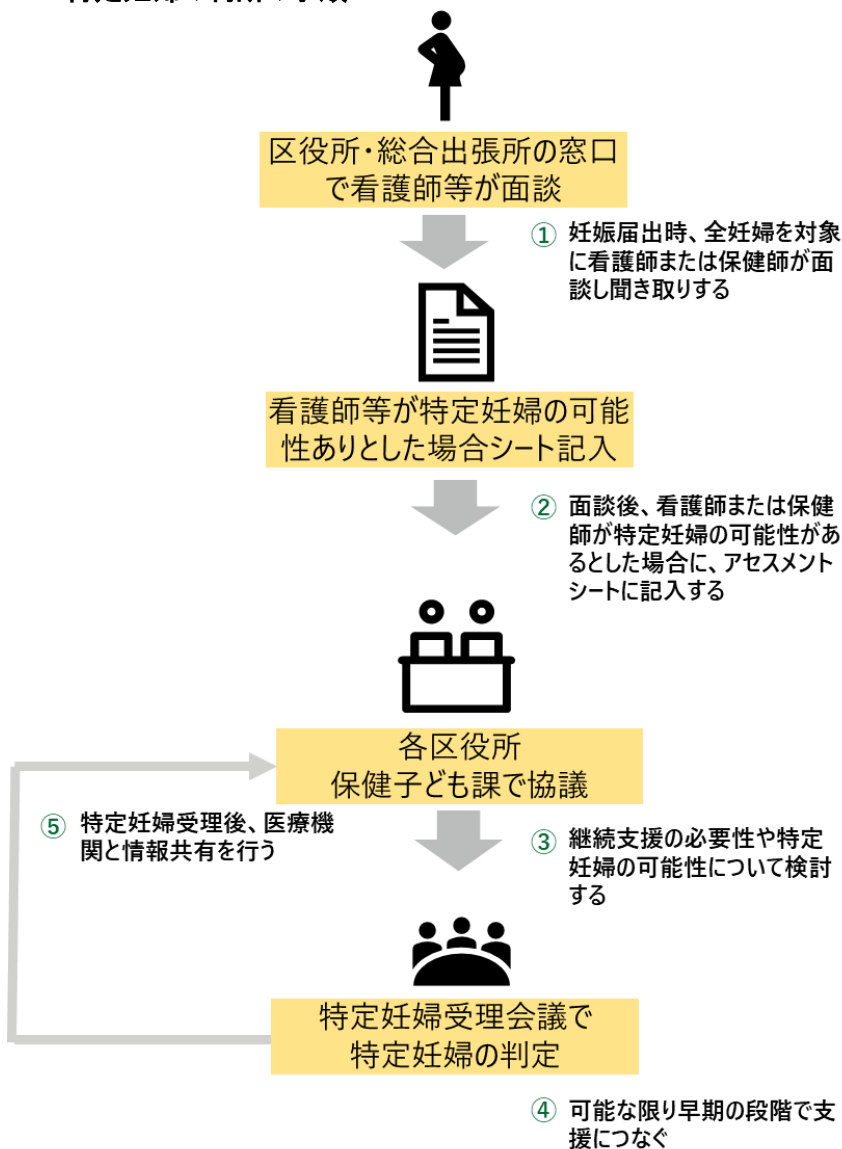 区役所・総合出張所の窓口
で看護師等が面談
① 妊娠届出時、全妊婦を対象
に看護師または保健師が面
談し聞き取りする
看護師等が特定妊婦の可能
性ありとした場合シート記入
② 面談後、看護師または保健
師が特定妊婦の可能性があ
るとした場合に、アセスメント
シートに記入する
各区役所
保健子ども課で協議
⑤ 特定妊婦受理後、医療機
関と情報共有を行う
③ 継続支援の必要性や特定
妊婦の可能性について検討
する
特定妊婦受理会議で
特定妊婦の判定
④ 可能な限り早期の段階で支
援につなぐ